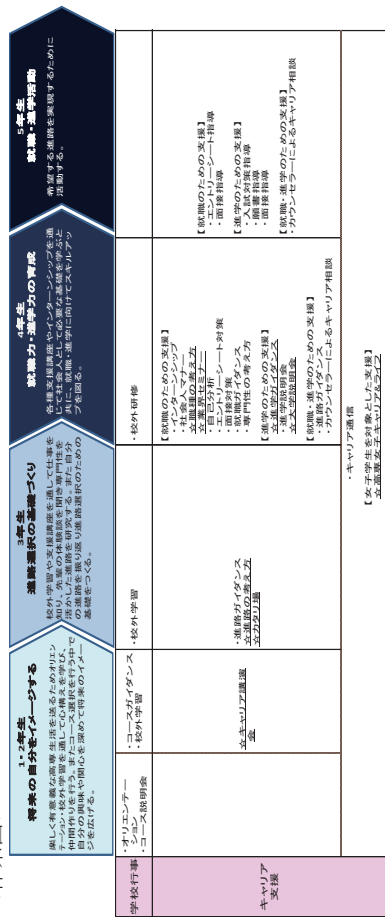 1・2年生
将来の自分をイメージする
楽しく有意義な高専生活を送るためオリエン
テーション・校外学習を通して心構えを学び、
仲間作りを行う。またコース選択を行う中で
自分の興味や関心を深めて将来のイメー
ジを広げる。
3年生
進路選択の基礎づくり
校外学習や支援講座を通して仕事を
知り、先輩の体験談を聞き専門性を
活かした進路を研究する。また自分
の進路を振り返り進路選択のための
基礎をつくる。
4年生
就職力・進学力の育成
各種支援講座やインターンシップを通
じて社会人として必要な基礎を学ぶと
共に、就職・進学に向けてスキルアッ
プを図る。
5年生
就職・進学活動
希望する進路を実現するために
活動する。
学校行事
・オリエンテー
ション
・コース説明会
・コースガイダンス
・校外学習
・校外学習
・校外研修
キャリア
支援
☆キャリア講演
会
・進路ガイダンス
☆進路の考え方
☆カタリ場
【就職のための支援】
・インターンシップ
・社会人マナー
☆職種の考え方
☆業界セミナー
・自己分析
・エントリーシート対策
・面接対策
・就職ガイダンス
・専門性の考え方
【進学のための支援】
☆進学ガイダンス
・進学説明会
☆大学説明会
【就職・進学のための支援】
・進路ガイダンス
・カウンセラーによるキャリア相談
【就職のための支援】
・エントリーシート指導
・面接指導
【進学のための支援】
・入試対策指導
・願書指導
・面接指導
【就職・進学のための支援】
・カウンセラーによるキャリア相談
・キャリア通信
【女子学生を対象とした支援】
☆高専女子キャリア&ライフ